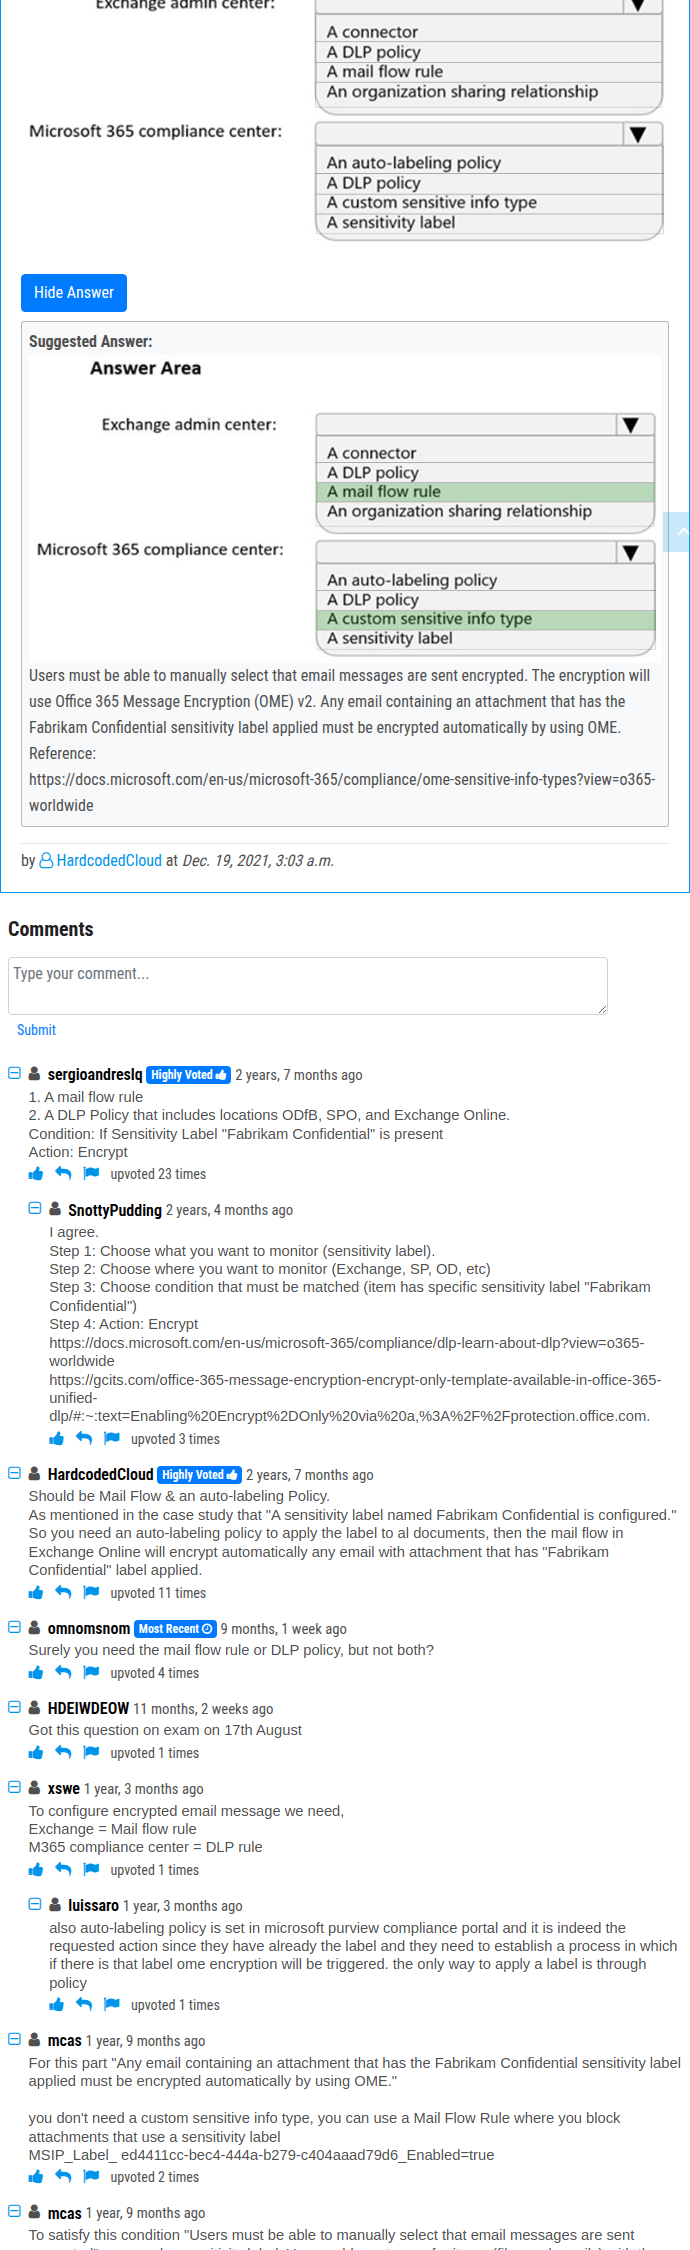 Exchange admin center:
A connector
A DLP policy
A mail flow rule
An organization sharing relationship
Microsoft 365 compliance center:
An auto-labeling policy
A DLP policy
A custom sensitive info type
A sensitivity label
Hide Answer
Suggested Answer:
Answer Area
Exchange admin center:
A connector
A DLP policy
A mail flow rule
An organization sharing relationship
Microsoft 365 compliance center:
An auto-labeling policy
A DLP policy
A custom sensitive info type
A sensitivity label
Users must be able to manually select that email messages are sent encrypted. The encryption will
use Office 365 Message Encryption (OME) v2. Any email containing an attachment that has the
Fabrikam Confidential sensitivity label applied must be encrypted automatically by using OME.
Reference:
https://docs.microsoft.com/en-us/microsoft-365/compliance/ome-sensitive-info-types?view=o365-
worldwide
by HardcodedCloud at Dec. 19, 2021, 3:03 a.m.
Comments
Type your comment...
Submit
sergioandreslq Highly Voted 2 years, 7 months ago
1. A mail flow rule
2. A DLP Policy that includes locations ODfB, SPO, and Exchange Online.
Condition: If Sensitivity Label "Fabrikam Confidential" is present
Action: Encrypt
upvoted 23 times
SnottyPudding 2 years, 4 months ago
I agree.
Step 1: Choose what you want to monitor (sensitivity label).
Step 2: Choose where you want to monitor (Exchange, SP, OD, etc)
Step 3: Choose condition that must be matched (item has specific sensitivity label "Fabrikam
Confidential")
Step 4: Action: Encrypt
https://docs.microsoft.com/en-us/microsoft-365/compliance/dlp-learn-about-dlp?view=o365-
worldwide
https://gcits.com/office-365-message-encryption-encrypt-only-template-available-in-office-365-
unified-
dlp/#:~:text=Enabling%20Encrypt%2DOnly%20via%20a,%3A%2F%2Fprotection.office.com.
upvoted 3 times
HardcodedCloud Highly Voted 2 years, 7 months ago
Should be Mail Flow & an auto-labeling Policy.
As mentioned in the case study that "A sensitivity label named Fabrikam Confidential is configured."
So you need an auto-labeling policy to apply the label to al documents, then the mail flow in
Exchange Online will encrypt automatically any email with attachment that has "Fabrikam
Confidential" label applied.
upvoted 11 times
omnomsnom Most Recent 9 months, 1 week ago
Surely you need the mail flow rule or DLP policy, but not both?
upvoted 4 times
HDEIWDEOW 11 months, 2 weeks ago
Got this question on exam on 17th August
upvoted 1 times
xswe 1 year, 3 months ago
To configure encrypted email message we need,
Exchange = Mail flow rule
M365 compliance center = DLP rule
upvoted 1 times
luissaro 1 year, 3 months ago
also auto-labeling policy is set in microsoft purview compliance portal and it is indeed the
requested action since they have already the label and they need to establish a process in which
if there is that label ome encryption will be triggered. the only way to apply a label is through
policy
upvoted 1 times
mcas 1 year, 9 months ago
For this part "Any email containing an attachment that has the Fabrikam Confidential sensitivity label
applied must be encrypted automatically by using OME."
you don't need a custom sensitive info type, you can use a Mail Flow Rule where you block
attachments that use a sensitivity label
MSIP_Label_ ed4411cc-bec4-444a-b279-c404aaad79d6_Enabled=true
upvoted 2 times
mcas 1 year, 9 months ago
To satisfy this condition "Users must be able to manually select that email messages are sent